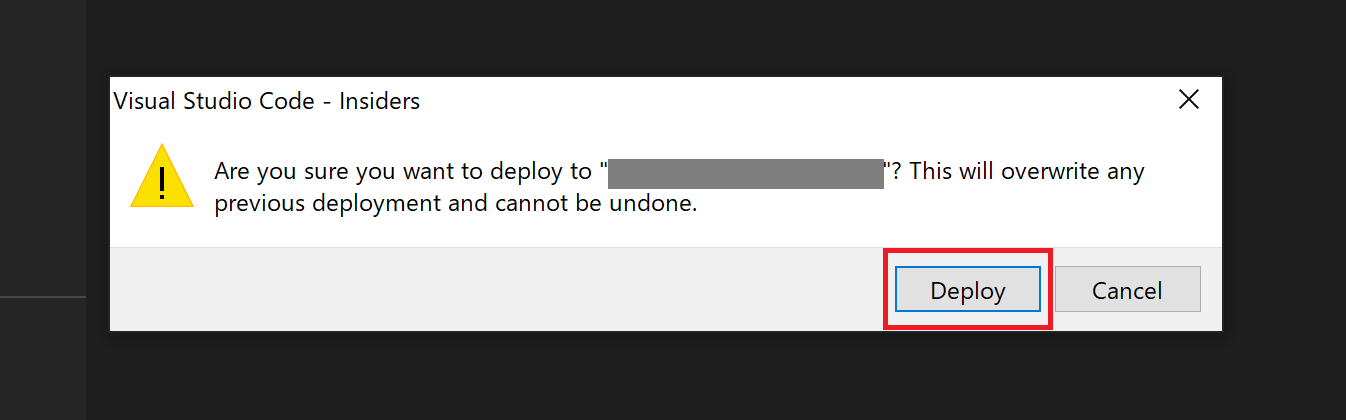 Visual Studio Code - Insiders
Are you sure you want to deploy to ""? This will overwrite any
previous deployment and cannot be undone.
Deploy
Cancel